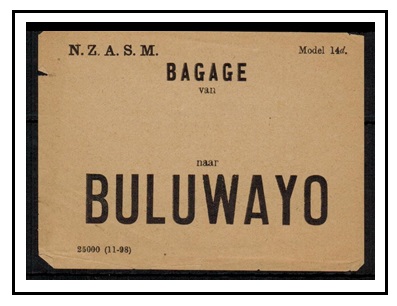 N. Z. A. S. M. Model 14d.
BAGAGE
van
naar
BULUWAYO
25000 (11-98)